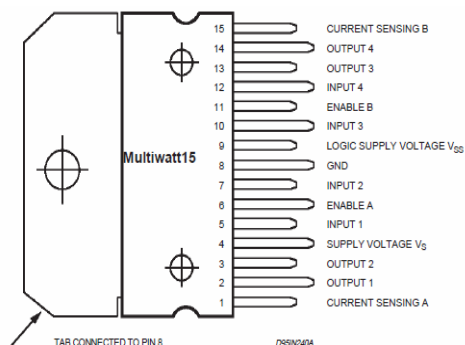 15 CURRENT SENSING B
14 OUTPUT 4
13 OUTPUT 3
12 INPUT 4
11 ENABLE B
10 INPUT 3
9 LOGIC SUPPLY VOLTAGE VSS
8 GND
7 INPUT 2
6 ENABLE A
5 INPUT 1
4 SUPPLY VOLTAGE VS
3 OUTPUT 2
2 OUTPUT 1
1 CURRENT SENSING A
Multiwatt15
TAB CONNECTED TO PIN 8
D95IN240A